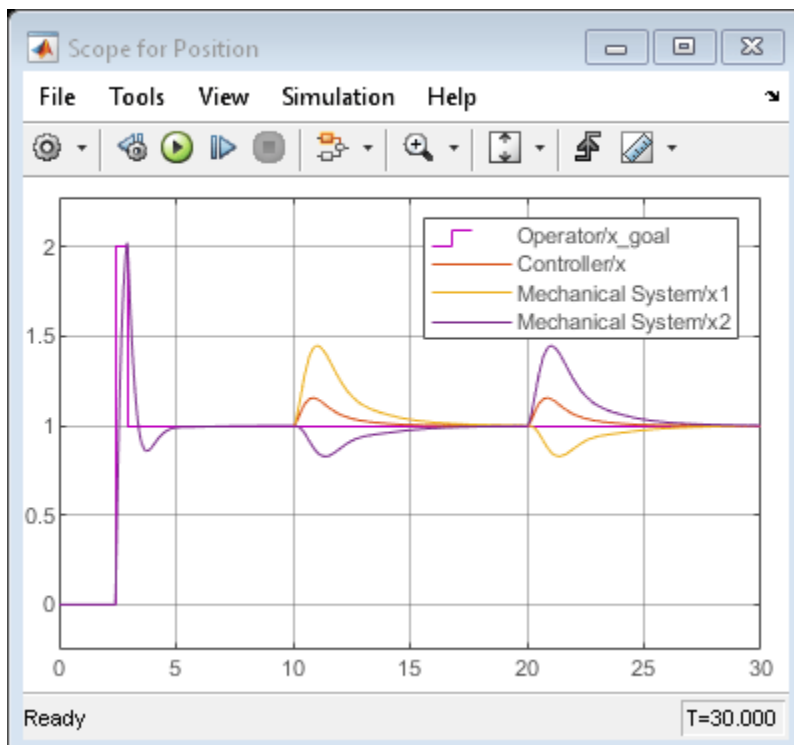 Scope for Position
File Tools View Simulation Help
Operator/x_goal
Controller/x
Mechanical System/x1
Mechanical System/x2
2
1.5
1
0.5
0
0 5 10 15 20 25 30
Ready T=30.000